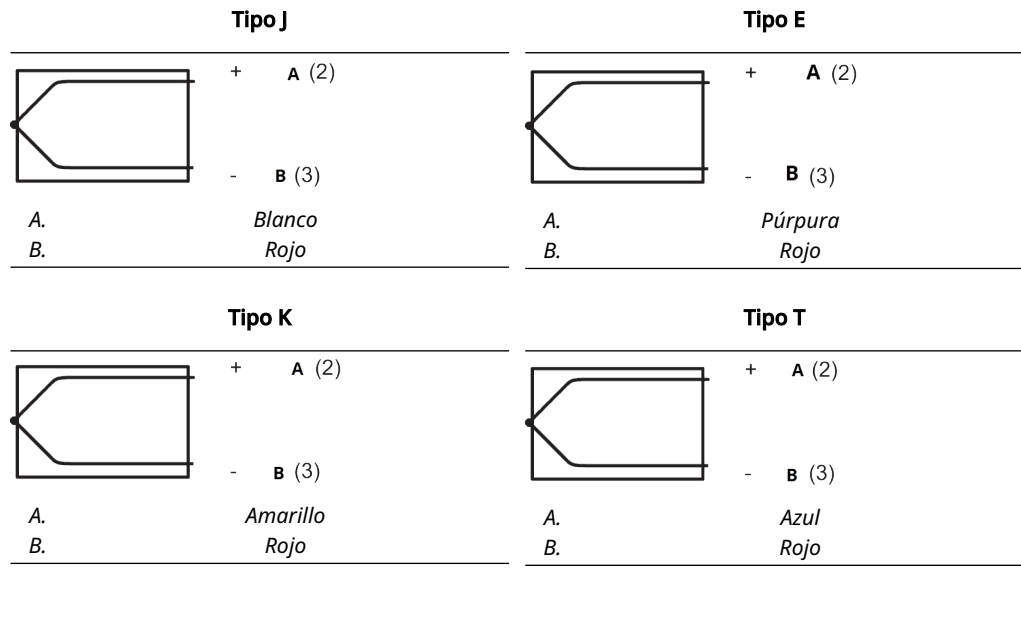 Tipo J
+ A (2)
- B (3)
A. Blanco
B. Rojo
Tipo E
+ A (2)
- B (3)
A. Púrpura
B. Rojo
Tipo K
+ A (2)
- B (3)
A. Amarillo
B. Rojo
Tipo T
+ A (2)
- B (3)
A. Azul
B. Rojo